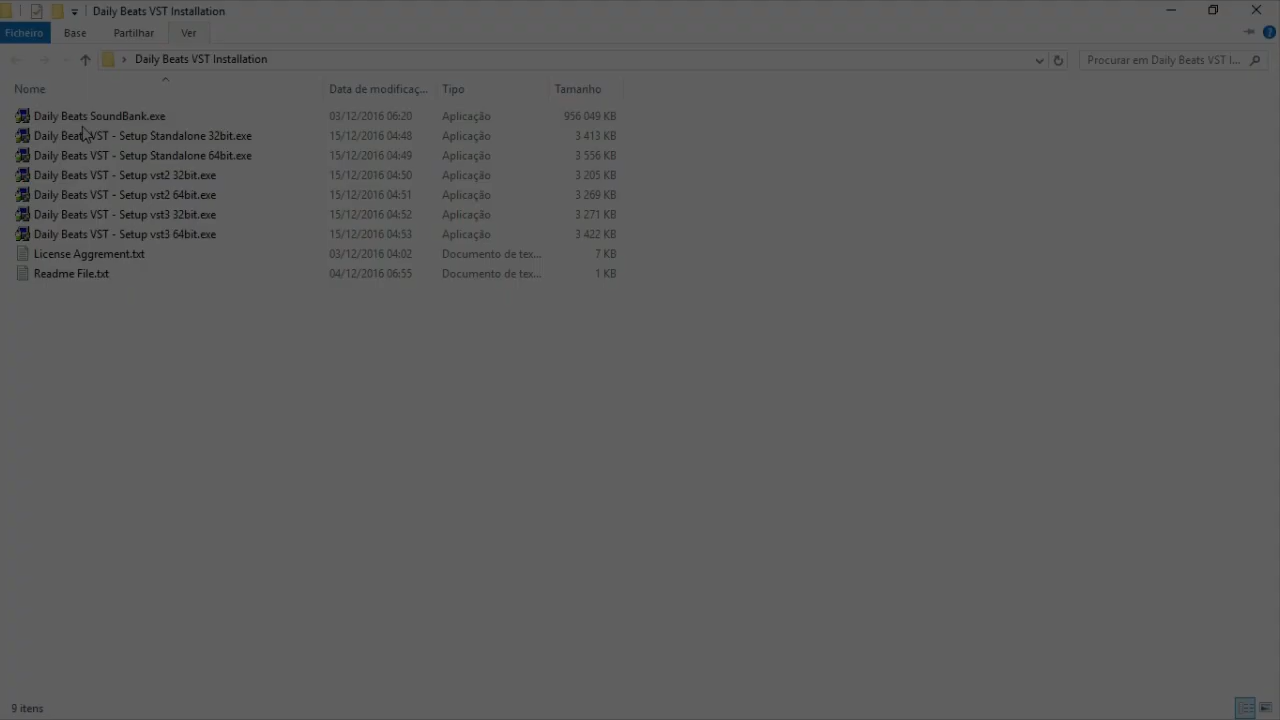 Daily Beats VST Installation
Ficheiro Base Partilhar Ver
Daily Beats VST Installation Procurar em Daily Beats VST I...
Nome Data de modificaç... Tipo Tamanho
Daily Beats SoundBank.exe 03/12/2016 06:20 Aplicação 956 049 KB
Daily Beats VST - Setup Standalone 32bit.exe 15/12/2016 04:48 Aplicação 3 413 KB
Daily Beats VST - Setup Standalone 64bit.exe 15/12/2016 04:49 Aplicação 3 556 KB
Daily Beats VST - Setup vst2 32bit.exe 15/12/2016 04:50 Aplicação 3 205 KB
Daily Beats VST - Setup vst2 64bit.exe 15/12/2016 04:51 Aplicação 3 269 KB
Daily Beats VST - Setup vst3 32bit.exe 15/12/2016 04:52 Aplicação 3 271 KB
Daily Beats VST - Setup vst3 64bit.exe 15/12/2016 04:53 Aplicação 3 422 KB
License Aggrement.txt 03/12/2016 04:02 Documento de tex... 7 KB
Readme File.txt 04/12/2016 06:55 Documento de tex... 1 KB
9 itens